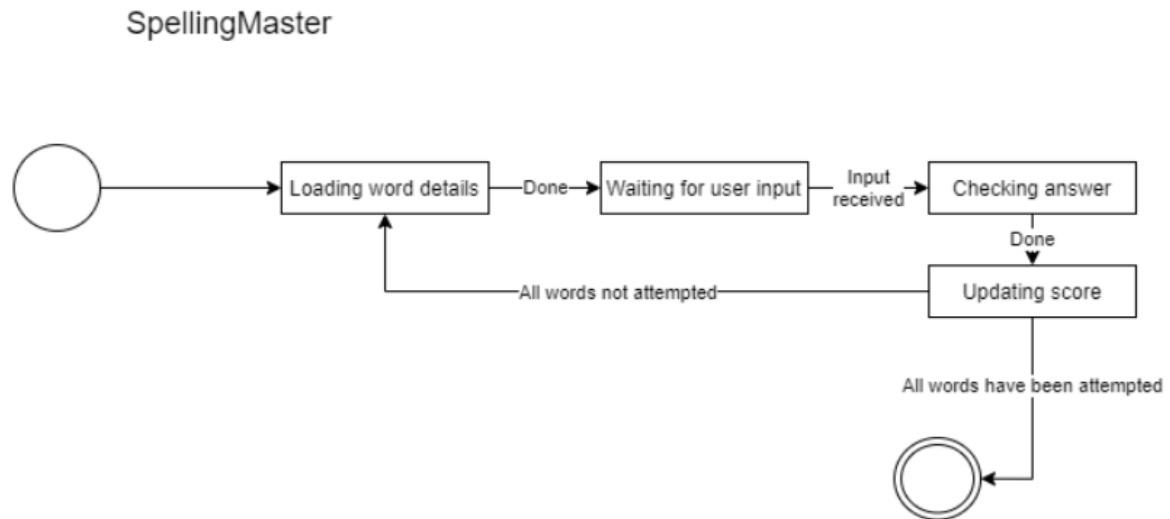 SpellingMaster
Loading word details
Done
Waiting for user input
Input
received
Checking answer
Done
Updating score
All words not attempted
All words have been attempted